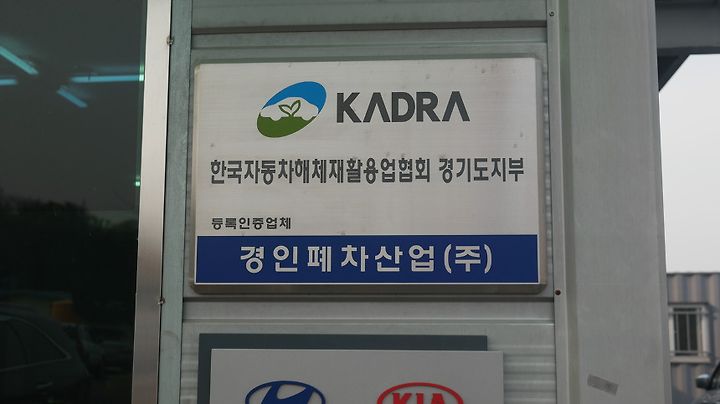 KADRA
한국자동차해체재활용업협회 경기도지부
등록인증업체
경인폐차산업(주)
KIA